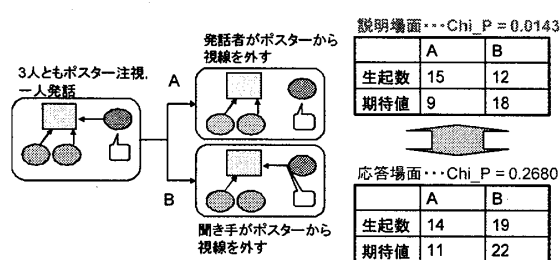 3人ともポスター注視,
一人発話
A
B
発話者がポスターから
視線を外す
聞き手がポスターから
視線を外す
説明場面…Chi_P = 0.0143
A B
生起数 15 12
期待値 9 18
応答場面…Chi_P = 0.2680
A B
生起数 14 19
期待値 11 22